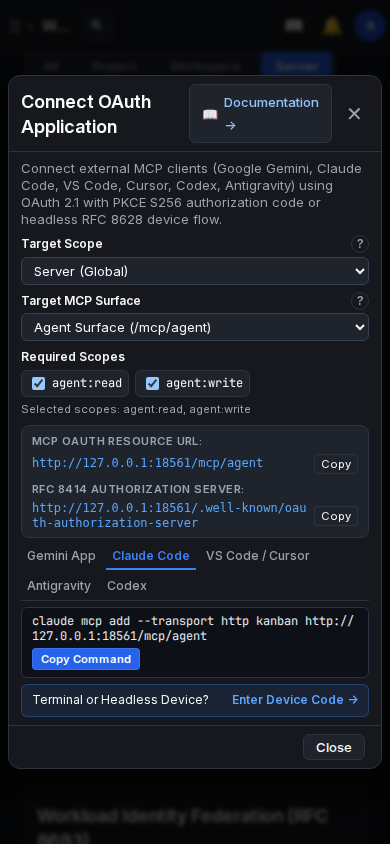 W...
All Project Workspace Server
Connect OAuth
Application
Documentation
→
Connect external MCP clients (Google Gemini, Claude
Code, VS Code, Cursor, Codex, Antigravity) using
OAuth 2.1 with PKCE S256 authorization code or
headless RFC 8628 device flow.
Target Scope ?
Server (Global)
Target MCP Surface ?
Agent Surface (/mcp/agent)
Required Scopes
agent:read agent:write
Selected scopes: agent:read, agent:write
MCP OAUTH RESOURCE URL:
http://127.0.0.1:18561/mcp/agent Copy
RFC 8414 AUTHORIZATION SERVER:
http://127.0.0.1:18561/.well-known/oau
th-authorization-server Copy
Gemini App Claude Code VS Code / Cursor
Antigravity Codex
claude mcp add --transport http kanban http://
127.0.0.1:18561/mcp/agent
Copy Command
Terminal or Headless Device? Enter Device Code →
Close
Workload Identity Federation (RFC
8693)